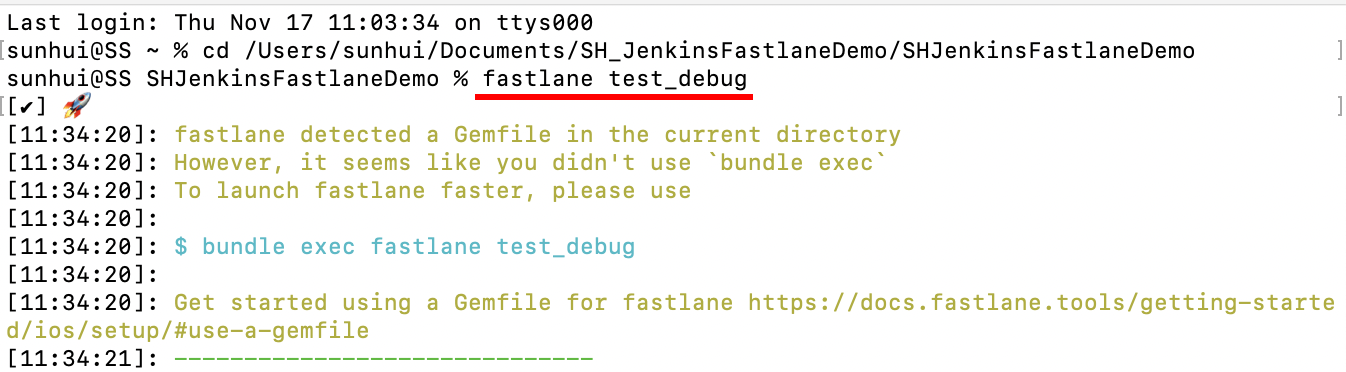 Last login: Thu Nov 17 11:03:34 on ttys000
[sunhui@SS ~ % cd /Users/sunhui/Documents/SH_JenkinsFastlaneDemo/SHJenkinsFastlaneDemo ]
sunhui@SS SHJenkinsFastlaneDemo % fastlane test_debug
[[✔] 🚀 ]
[11:34:20]: fastlane detected a Gemfile in the current directory
[11:34:20]: However, it seems like you didn't use `bundle exec`
[11:34:20]: To launch fastlane faster, please use
[11:34:20]:
[11:34:20]: $ bundle exec fastlane test_debug
[11:34:20]:
[11:34:20]: Get started using a Gemfile for fastlane https://docs.fastlane.tools/getting-starte
d/ios/setup/#use-a-gemfile
[11:34:21]: ------------------------------